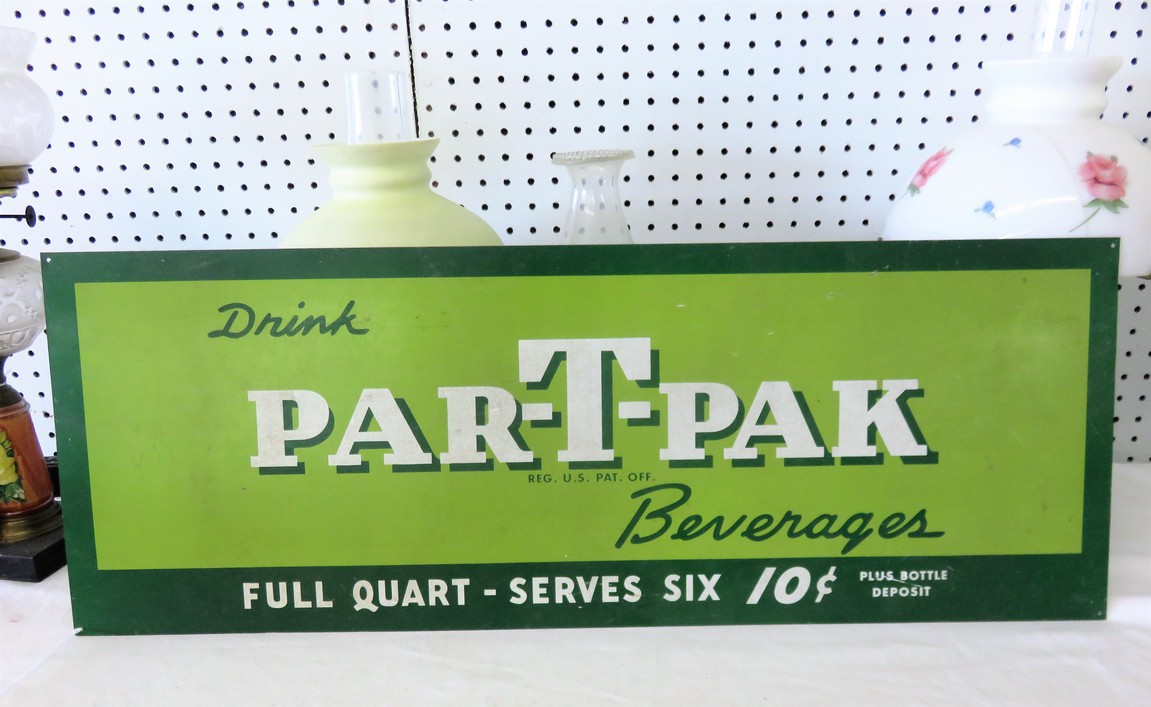 Drink
PAR-T-PAK
REG. U.S. PAT. OFF.
Beverages
FULL QUART - SERVES SIX 10¢ PLUS BOTTLE
DEPOSIT